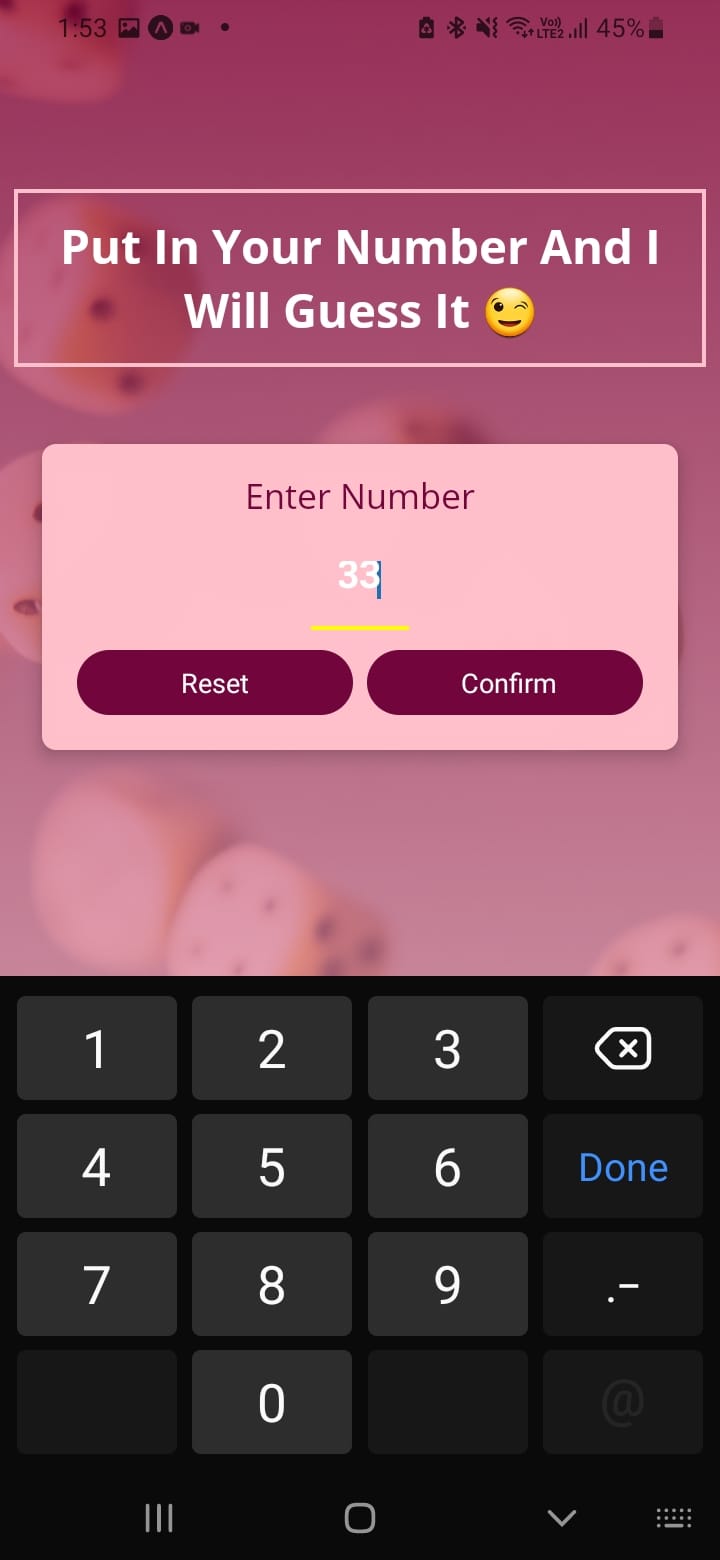 1:53 Vo)) LTE2 45%
Put In Your Number And I
Will Guess It 😉
Enter Number
33
Reset Confirm
1 2 3
4 5 6 Done
7 8 9 .-
0 @